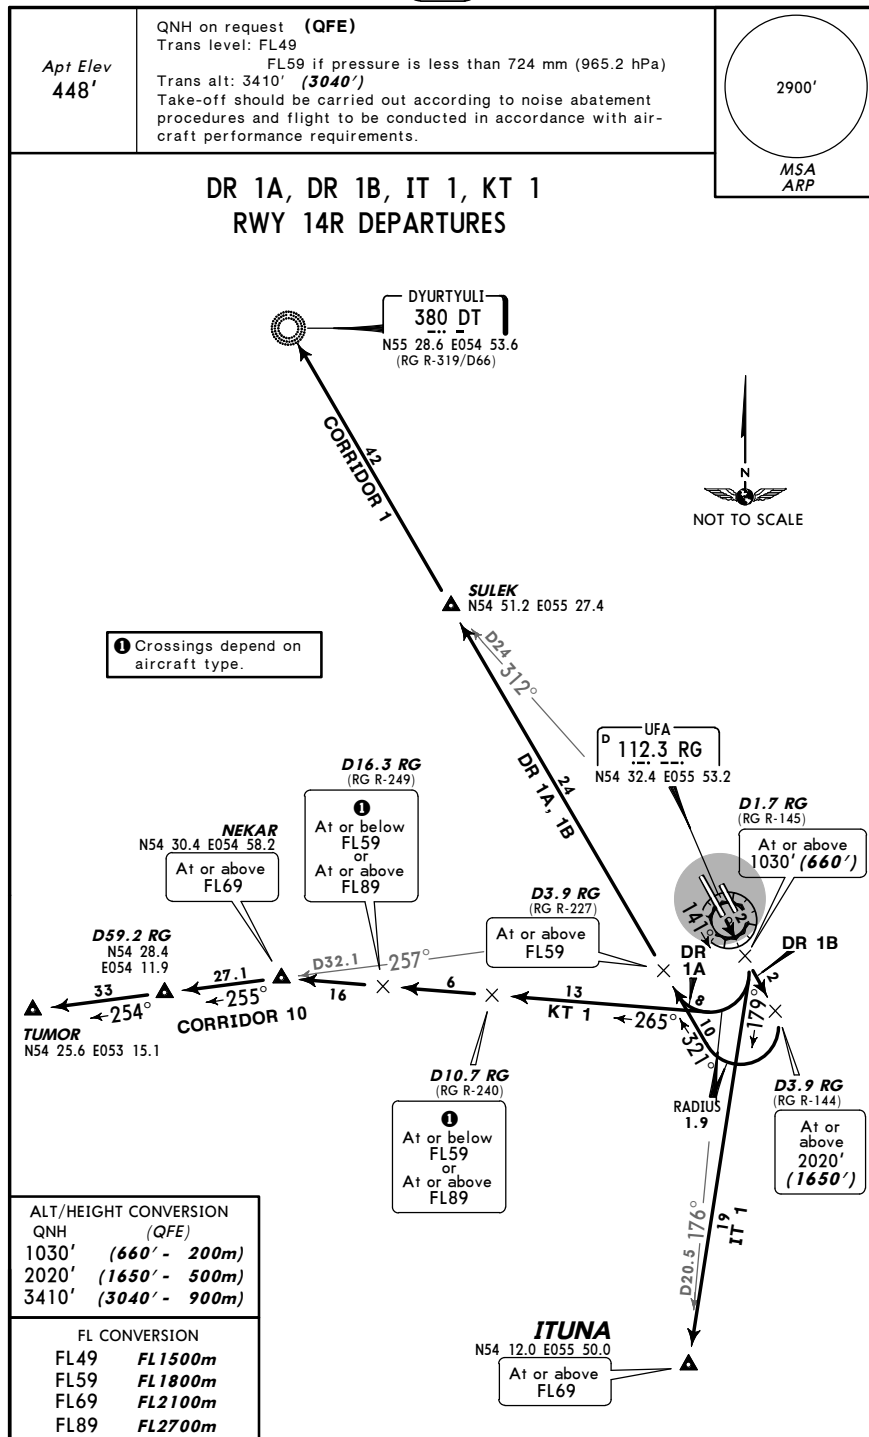 Apt Elev
448'
QNH on request (QFE)
Trans level: FL49
FL59 if pressure is less than 724 mm (965.2 hPa)
Trans alt: 3410' (3040')
Take-off should be carried out according to noise abatement
procedures and flight to be conducted in accordance with air-
craft performance requirements.
2900'
MSA
ARP
DR 1A, DR 1B, IT 1, KT 1
RWY 14R DEPARTURES
DYURTYULI
380 DT
N55 28.6 E054 53.6
(RG R-319/D66)
42
CORRIDOR 1
N
NOT TO SCALE
SULEK
N54 51.2 E055 27.4
❶ Crossings depend on
aircraft type.
D24
312°
UFA
D 112.3 RG
N54 32.4 E055 53.2
24
DR 1A, 1B
D16.3 RG
(RG R-249)
❶
At or below
FL59
or
At or above
FL89
D1.7 RG
(RG R-145)
At or above
1030' (660')
NEKAR
N54 30.4 E054 58.2
At or above
FL69
D3.9 RG
(RG R-227)
At or above
FL59
141°
2
DR 1B
2
DR
1A
D59.2 RG
N54 28.4
E054 11.9
D32.1
257°
33
254°
27.1
255°
CORRIDOR 10
16
6
13
KT 1
265°
8
10
321°
179°
TUMOR
N54 25.6 E053 15.1
D10.7 RG
(RG R-240)
❶
At or below
FL59
or
At or above
FL89
RADIUS
1.9
D3.9 RG
(RG R-144)
At or
above
2020'
(1650')
176°
D20.5
19
IT 1
ITUNA
N54 12.0 E055 50.0
At or above
FL69
ALT/HEIGHT CONVERSION
QNH (QFE)
1030' (660' - 200m)
2020' (1650' - 500m)
3410' (3040' - 900m)
FL CONVERSION
FL49 FL1500m
FL59 FL1800m
FL69 FL2100m
FL89 FL2700m